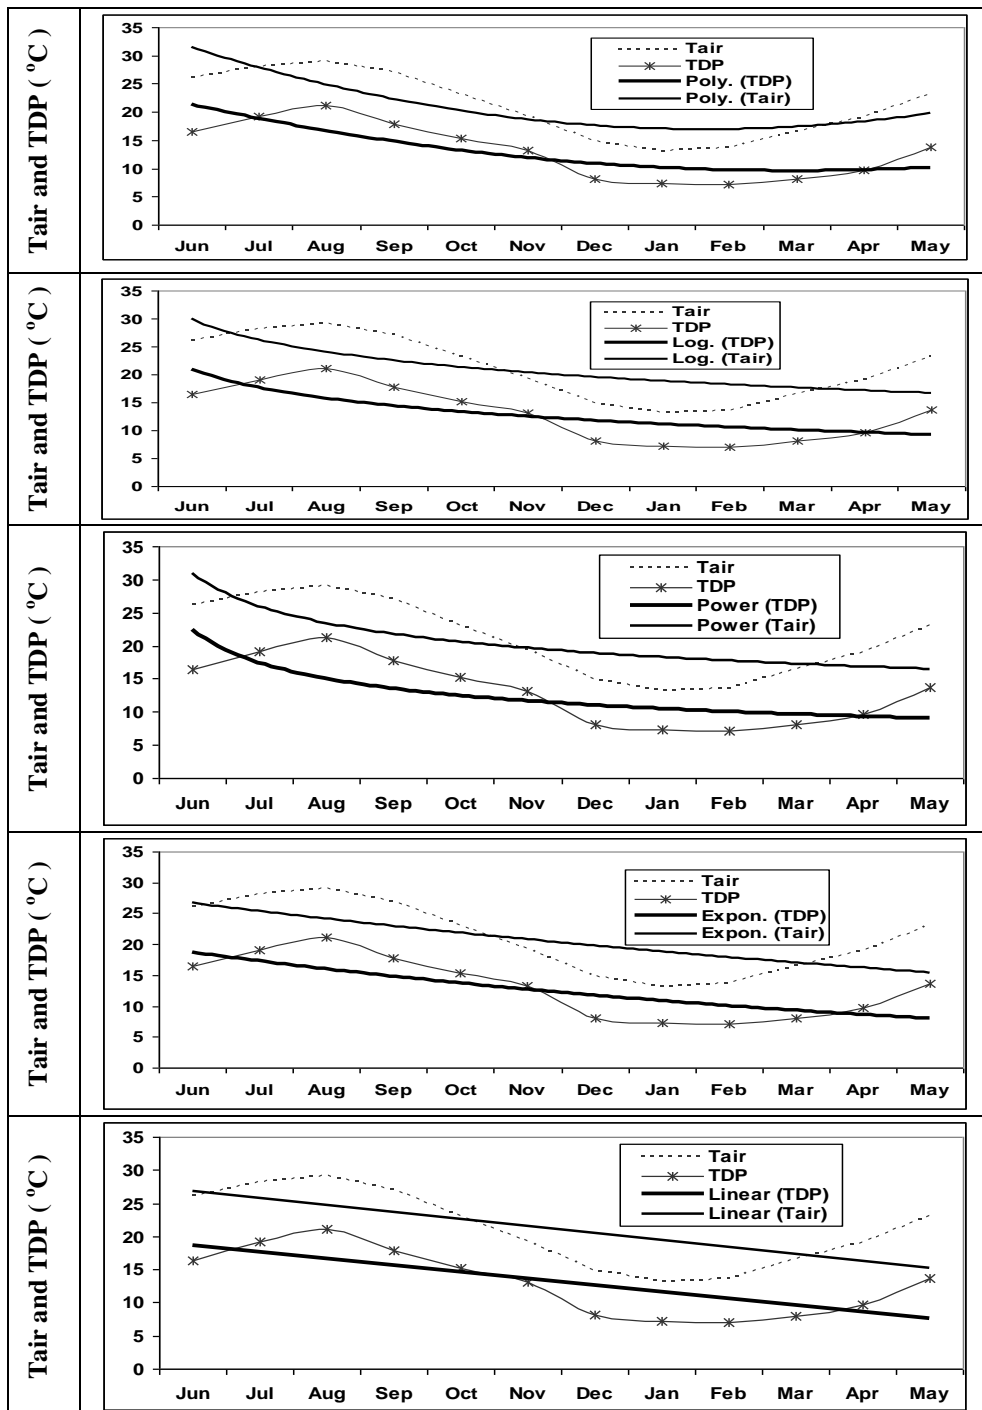 Tair and TDP ( °C )
35
30
25
20
15
10
5
0
Tair
TDP
Poly. (TDP)
Poly. (Tair)
Jun Jul Aug Sep Oct Nov Dec Jan Feb Mar Apr May
Tair and TDP ( °C )
35
30
25
20
15
10
5
0
Tair
TDP
Log. (TDP)
Log. (Tair)
Jun Jul Aug Sep Oct Nov Dec Jan Feb Mar Apr May
Tair and TDP ( °C )
35
30
25
20
15
10
5
0
Tair
TDP
Power (TDP)
Power (Tair)
Jun Jul Aug Sep Oct Nov Dec Jan Feb Mar Apr May
Tair and TDP ( °C )
35
30
25
20
15
10
5
0
Tair
TDP
Expon. (TDP)
Expon. (Tair)
Jun Jul Aug Sep Oct Nov Dec Jan Feb Mar Apr May
Tair and TDP ( °C )
35
30
25
20
15
10
5
0
Tair
TDP
Linear (TDP)
Linear (Tair)
Jun Jul Aug Sep Oct Nov Dec Jan Feb Mar Apr May